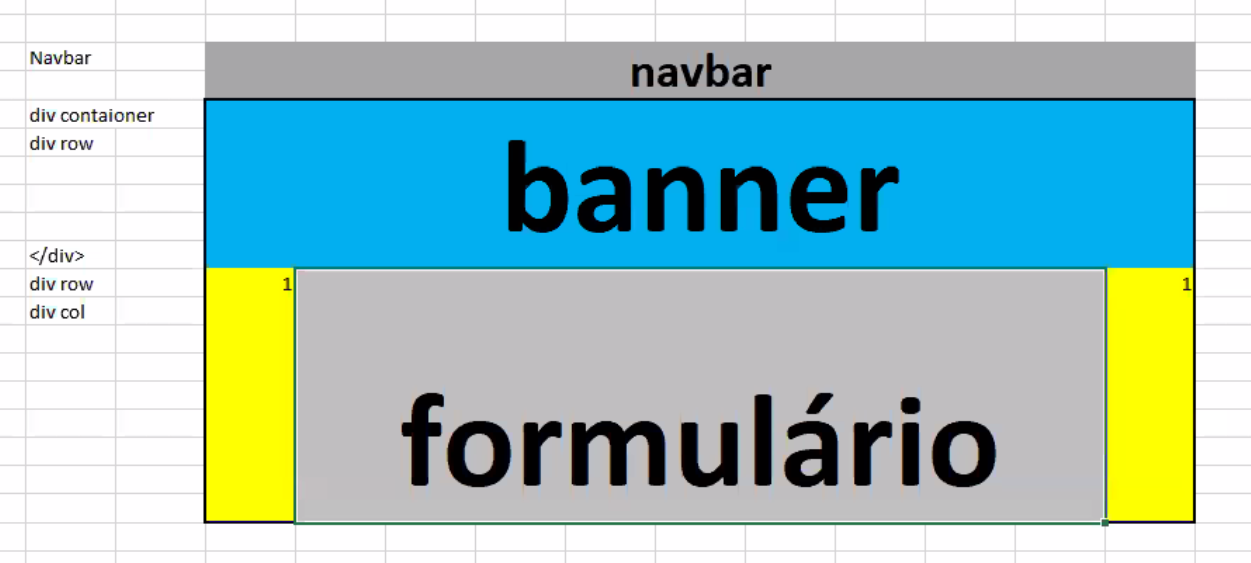 Navbar
navbar
div contaioner
div row
banner
</div>
div row
1
1
div col
formulário